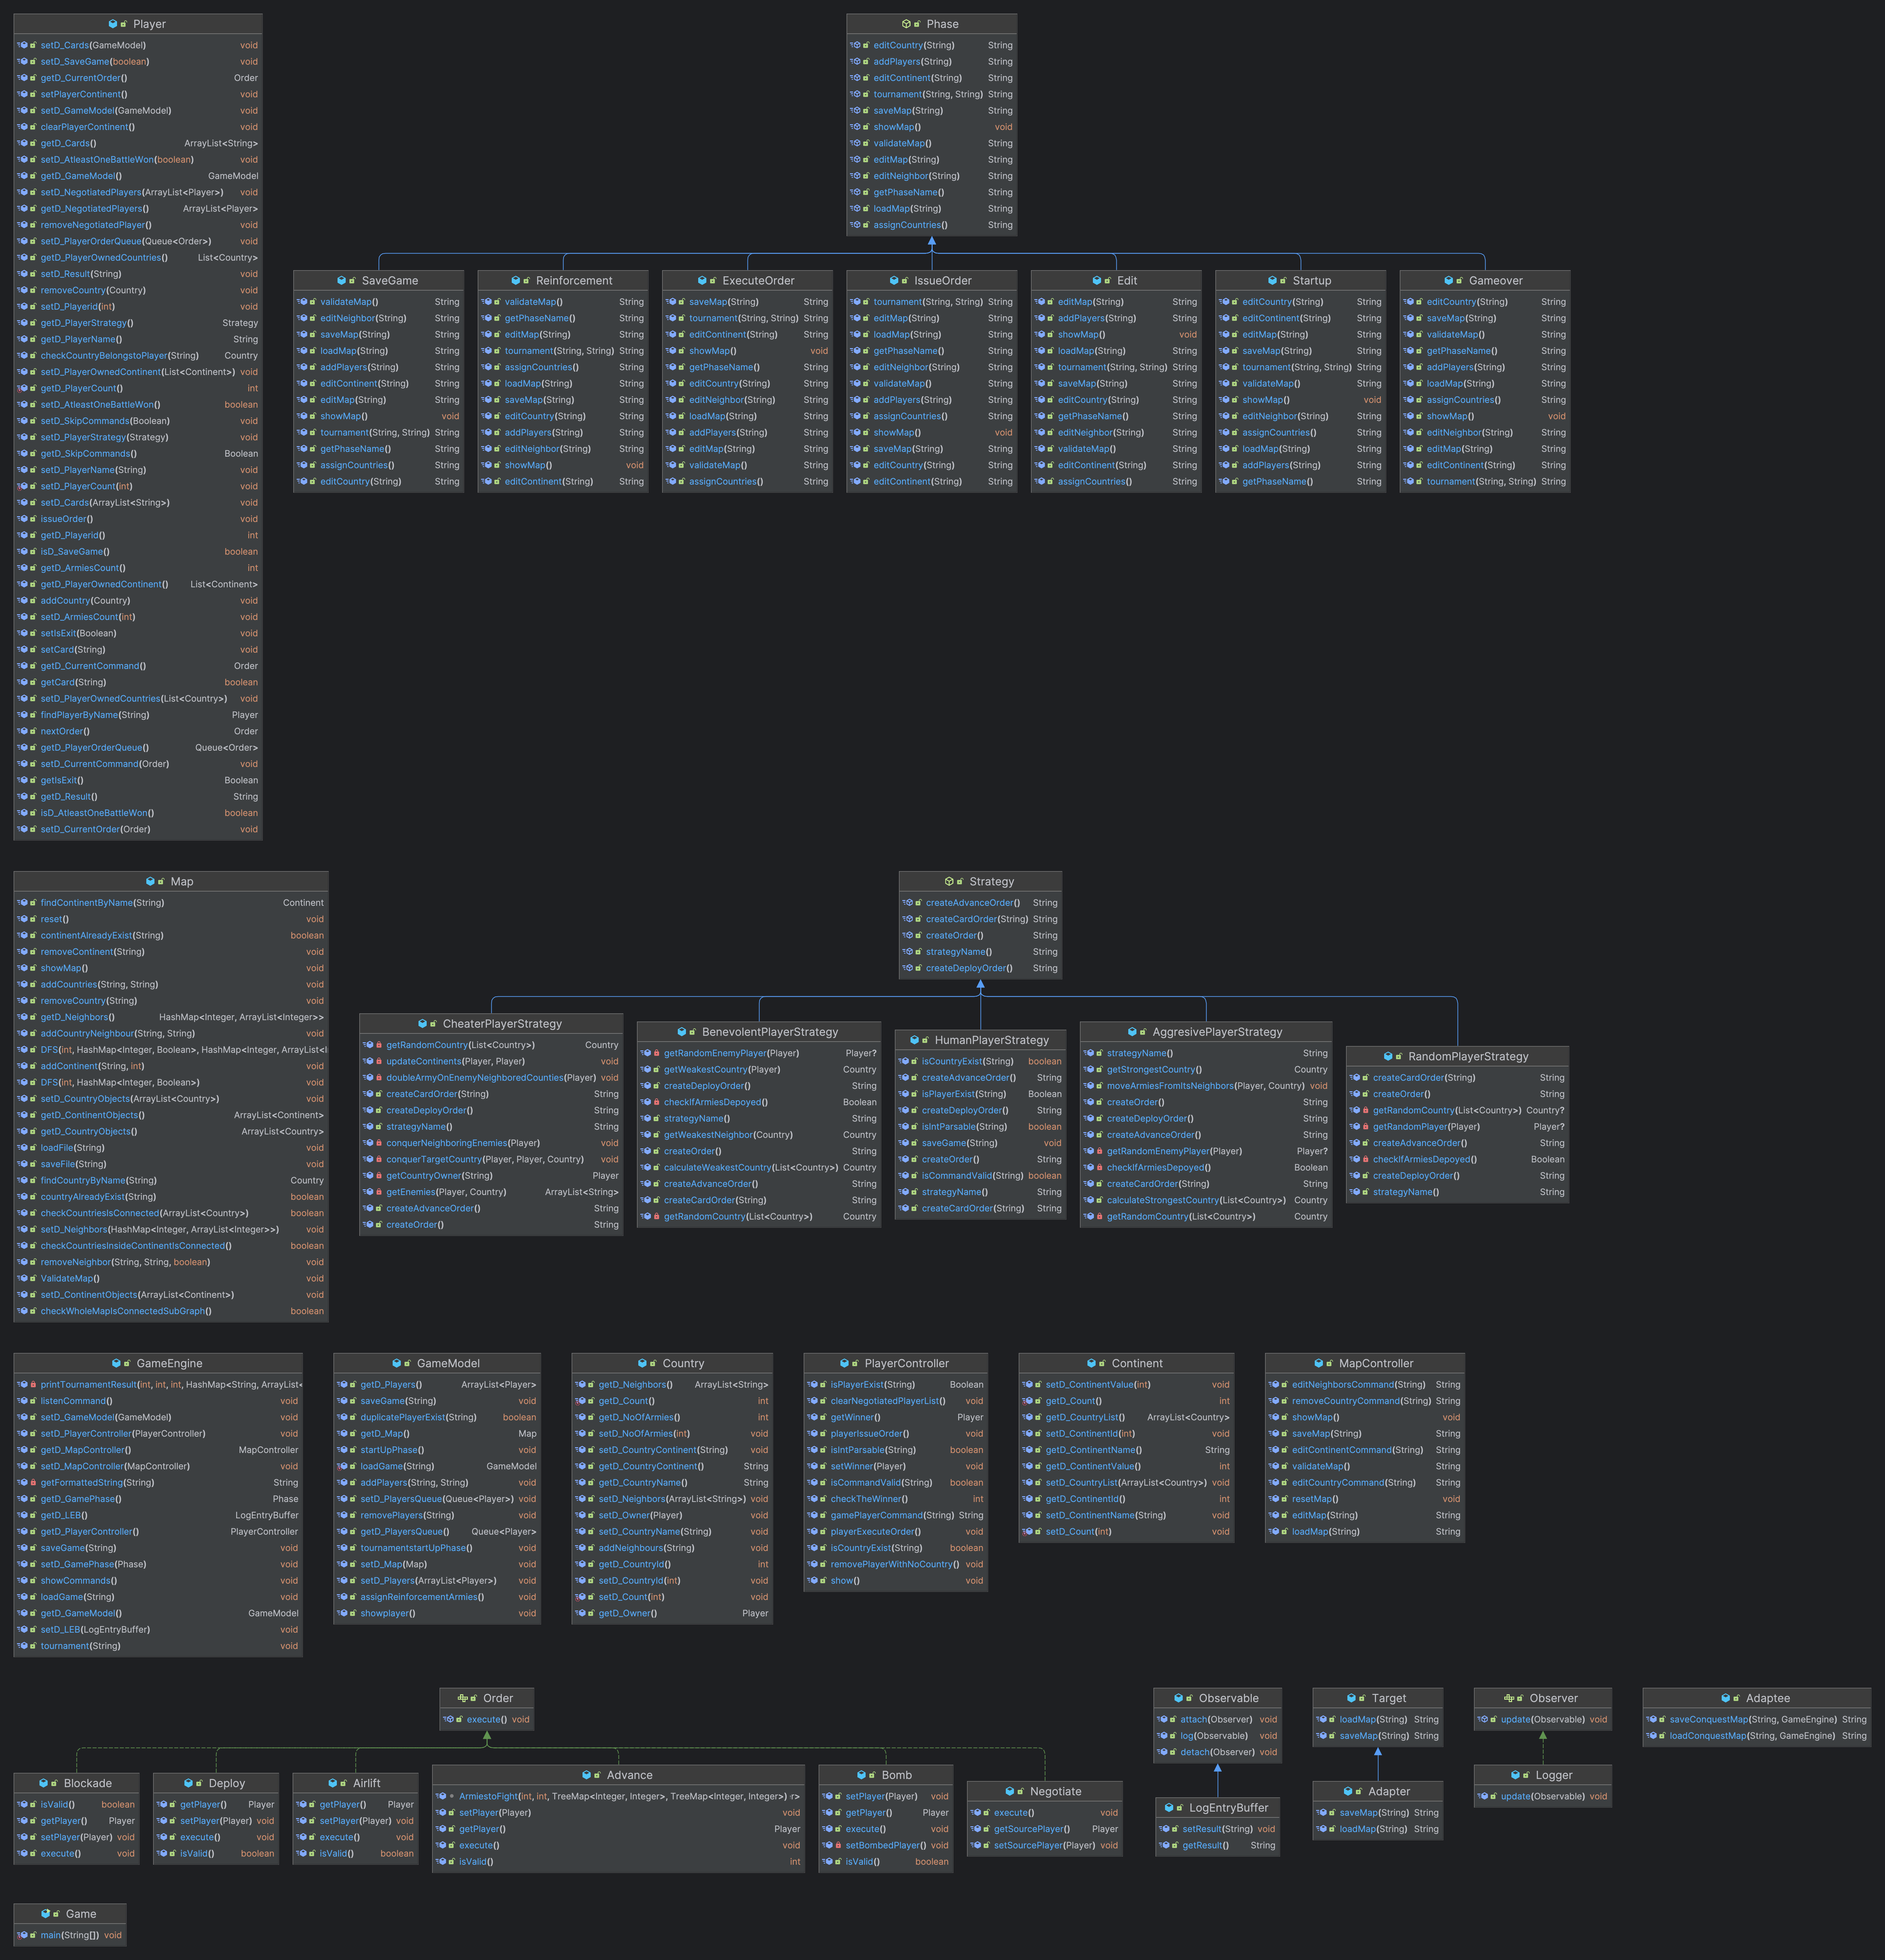 Player
setD_Cards(GameModel) void
setD_SaveGame(boolean) void
getD_CurrentOrder() Order
setPlayerContinent() void
setD_GameModel(GameModel) void
clearPlayerContinent() void
getD_Cards() ArrayList<String>
setD_AtleastOneBattleWon(boolean) void
getD_GameModel() GameModel
setD_NegotiatedPlayers(ArrayList<Player>) void
getD_NegotiatedPlayers() ArrayList<Player>
removeNegotiatedPlayer() void
setD_PlayerOrderQueue(Queue<Order>) void
getD_PlayerOwnedCountries() List<Country>
setD_Result(String) void
removeCountry(Country) void
setD_Playerid(int) void
getD_PlayerStrategy() Strategy
getD_PlayerName() String
checkCountryBelongstoPlayer(String) Country
setD_PlayerOwnedContinent(List<Continent>) void
getD_PlayerCount() int
setD_AtleastOneBattleWon() boolean
setD_SkipCommands(Boolean) void
setD_PlayerStrategy(Strategy) void
getD_SkipCommands() Boolean
setD_PlayerName(String) void
setD_PlayerCount(int) void
setD_Cards(ArrayList<String>) void
issueOrder() void
getD_Playerid() int
isD_SaveGame() boolean
getD_ArmiesCount() int
getD_PlayerOwnedContinent() List<Continent>
addCountry(Country) void
setD_ArmiesCount(int) void
setIsExit(Boolean) void
setCard(String) void
getD_CurrentCommand() Order
getCard(String) boolean
setD_PlayerOwnedCountries(List<Country>) void
findPlayerByName(String) Player
nextOrder() Order
getD_PlayerOrderQueue() Queue<Order>
setD_CurrentCommand(Order) void
getIsExit() Boolean
getD_Result() String
isD_AtleastOneBattleWon() boolean
setD_CurrentOrder(Order) void
Phase
editCountry(String) String
addPlayers(String) String
editContinent(String) String
tournament(String, String) String
saveMap(String) String
showMap() void
validateMap() String
editMap(String) String
editNeighbor(String) String
getPhaseName() String
loadMap(String) String
assignCountries() String
SaveGame
validateMap() String
editNeighbor(String) String
saveMap(String) String
loadMap(String) String
addPlayers(String) String
editContinent(String) String
editMap(String) String
showMap() void
tournament(String, String) String
getPhaseName() String
assignCountries() String
editCountry(String) String
Reinforcement
validateMap() String
getPhaseName() String
editMap(String) String
tournament(String, String) String
assignCountries() String
loadMap(String) String
saveMap(String) String
editCountry(String) String
addPlayers(String) String
editNeighbor(String) String
showMap() void
editContinent(String) String
ExecuteOrder
saveMap(String) String
tournament(String, String) String
editContinent(String) String
showMap() void
getPhaseName() String
editCountry(String) String
editNeighbor(String) String
loadMap(String) String
addPlayers(String) String
editMap(String) String
validateMap() String
assignCountries() String
IssueOrder
tournament(String, String) String
editMap(String) String
loadMap(String) String
getPhaseName() String
editNeighbor(String) String
validateMap() String
addPlayers(String) String
assignCountries() String
showMap() void
saveMap(String) String
editCountry(String) String
editContinent(String) String
Edit
editMap(String) String
addPlayers(String) String
showMap() void
loadMap(String) String
tournament(String, String) String
saveMap(String) String
editCountry(String) String
getPhaseName() String
editNeighbor(String) String
validateMap() String
editContinent(String) String
assignCountries() String
Startup
editCountry(String) String
editContinent(String) String
editMap(String) String
saveMap(String) String
tournament(String, String) String
validateMap() String
showMap() void
editNeighbor(String) String
assignCountries() String
loadMap(String) String
addPlayers(String) String
getPhaseName() String
Gameover
editCountry(String) String
saveMap(String) String
validateMap() String
getPhaseName() String
addPlayers(String) String
loadMap(String) String
assignCountries() String
showMap() void
editNeighbor(String) String
editMap(String) String
editContinent(String) String
tournament(String, String) String
Map
findContinentByName(String) Continent
reset() void
continentAlreadyExist(String) boolean
removeContinent(String) void
showMap() void
addCountries(String, String) void
removeCountry(String) void
getD_Neighbors() HashMap<Integer, ArrayList<Integer>>
addCountryNeighbour(String, String) void
DFS(int, HashMap<Integer, Boolean>, HashMap<Integer, ArrayList<I
addContinent(String, int) void
DFS(int, HashMap<Integer, Boolean>) void
setD_CountryObjects(ArrayList<Country>) void
getD_ContinentObjects() ArrayList<Continent>
getD_CountryObjects() ArrayList<Country>
loadFile(String) void
saveFile(String) void
findCountryByName(String) Country
countryAlreadyExist(String) boolean
checkCountriesIsConnected(ArrayList<Country>) boolean
setD_Neighbors(HashMap<Integer, ArrayList<Integer>>) void
checkCountriesInsideContinentIsConnected() boolean
removeNeighbor(String, String, boolean) void
ValidateMap() void
setD_ContinentObjects(ArrayList<Continent>) void
checkWholeMapIsConnectedSubGraph() boolean
Strategy
createAdvanceOrder() String
createCardOrder(String) String
createOrder() String
strategyName() String
createDeployOrder() String
CheaterPlayerStrategy
getRandomCountry(List<Country>) Country
updateContinents(Player, Player) void
doubleArmyOnEnemyNeighboredCounties(Player) void
createCardOrder(String) String
createDeployOrder() String
strategyName() String
conquerNeighboringEnemies(Player) void
conquerTargetCountry(Player, Player, Country) void
getCountryOwner(String) Player
getEnemies(Player, Country) ArrayList<String>
createAdvanceOrder() String
createOrder() String
BenevolentPlayerStrategy
getRandomEnemyPlayer(Player) Player?
getWeakestCountry(Player) Country
createDeployOrder() String
checkIfArmiesDepoyed() Boolean
strategyName() String
getWeakestNeighbor(Country) Country
createOrder() String
calculateWeakestCountry(List<Country>) Country
createAdvanceOrder() String
createCardOrder(String) String
getRandomCountry(List<Country>) Country
HumanPlayerStrategy
isCountryExist(String) boolean
createAdvanceOrder() String
isPlayerExist(String) Boolean
createDeployOrder() String
isIntParsable(String) boolean
saveGame(String) void
createOrder() String
isCommandValid(String) boolean
strategyName() String
createCardOrder(String) String
AggresivePlayerStrategy
strategyName() String
getStrongestCountry() Country
moveArmiesFromItsNeighbors(Player, Country) void
createOrder() String
createDeployOrder() String
createAdvanceOrder() String
getRandomEnemyPlayer(Player) Player?
checkIfArmiesDepoyed() Boolean
createCardOrder(String) String
calculateStrongestCountry(List<Country>) Country
getRandomCountry(List<Country>) Country
RandomPlayerStrategy
createCardOrder(String) String
createOrder() String
getRandomCountry(List<Country>) Country?
getRandomPlayer(Player) Player?
createAdvanceOrder() String
checkIfArmiesDepoyed() Boolean
createDeployOrder() String
strategyName() String
GameEngine
printTournamentResult(int, int, int, HashMap<String, ArrayList<
listenCommand() void
setD_GameModel(GameModel) void
setD_PlayerController(PlayerController) void
getD_MapController() MapController
setD_MapController(MapController) void
getFormattedString(String) String
getD_GamePhase() Phase
getD_LEB() LogEntryBuffer
getD_PlayerController() PlayerController
saveGame(String) void
setD_GamePhase(Phase) void
showCommands() void
loadGame(String) void
getD_GameModel() GameModel
setD_LEB(LogEntryBuffer) void
tournament(String) void
GameModel
getD_Players() ArrayList<Player>
saveGame(String) void
duplicatePlayerExist(String) boolean
getD_Map() Map
startUpPhase() void
loadGame(String) GameModel
addPlayers(String, String) void
setD_PlayersQueue(Queue<Player>) void
removePlayers(String) void
getD_PlayersQueue() Queue<Player>
tournamentstartUpPhase() void
setD_Map(Map) void
setD_Players(ArrayList<Player>) void
assignReinforcementArmies() void
showplayer() void
Country
getD_Neighbors() ArrayList<String>
getD_Count() int
getD_NoOfArmies() int
setD_NoOfArmies(int) void
setD_CountryContinent(String) void
getD_CountryContinent() String
getD_CountryName() String
setD_Neighbors(ArrayList<String>) void
setD_Owner(Player) void
setD_CountryName(String) void
addNeighbours(String) void
getD_CountryId() int
setD_CountryId(int) void
setD_Count(int) void
getD_Owner() Player
PlayerController
isPlayerExist(String) Boolean
clearNegotiatedPlayerList() void
getWinner() Player
playerIssueOrder() void
isIntParsable(String) boolean
setWinner(Player) void
isCommandValid(String) boolean
checkTheWinner() int
gamePlayerCommand(String) String
playerExecuteOrder() void
isCountryExist(String) boolean
removePlayerWithNoCountry() void
show() void
Continent
setD_ContinentValue(int) void
getD_Count() int
getD_CountryList() ArrayList<Country>
setD_ContinentId(int) void
getD_ContinentName() String
getD_ContinentValue() int
setD_CountryList(ArrayList<Country>) void
getD_ContinentId() int
setD_ContinentName(String) void
setD_Count(int) void
MapController
editNeighborsCommand(String) String
removeCountryCommand(String) String
showMap() void
saveMap(String) String
editContinentCommand(String) String
validateMap() String
editCountryCommand(String) String
resetMap() void
editMap(String) String
loadMap(String) String
Order
execute() void
Blockade
isValid() boolean
getPlayer() Player
setPlayer(Player) void
execute() void
Deploy
getPlayer() Player
setPlayer(Player) void
execute() void
isValid() boolean
Airlift
getPlayer() Player
setPlayer(Player) void
execute() void
isValid() boolean
Advance
ArmiestoFight(int, int, TreeMap<Integer, Integer>, TreeMap<Integer, Integer>) r>
setPlayer(Player) void
getPlayer() Player
execute() void
isValid() int
Bomb
setPlayer(Player) void
getPlayer() Player
execute() void
setBombedPlayer() void
isValid() boolean
Negotiate
execute() void
getSourcePlayer() Player
setSourcePlayer(Player) void
Observable
attach(Observer) void
log(Observable) void
detach(Observer) void
LogEntryBuffer
setResult(String) void
getResult() String
Target
loadMap(String) String
saveMap(String) String
Adapter
saveMap(String) String
loadMap(String) String
Observer
update(Observable) void
Logger
update(Observable) void
Adaptee
saveConquestMap(String, GameEngine) String
loadConquestMap(String, GameEngine) String
Game
main(String[]) void